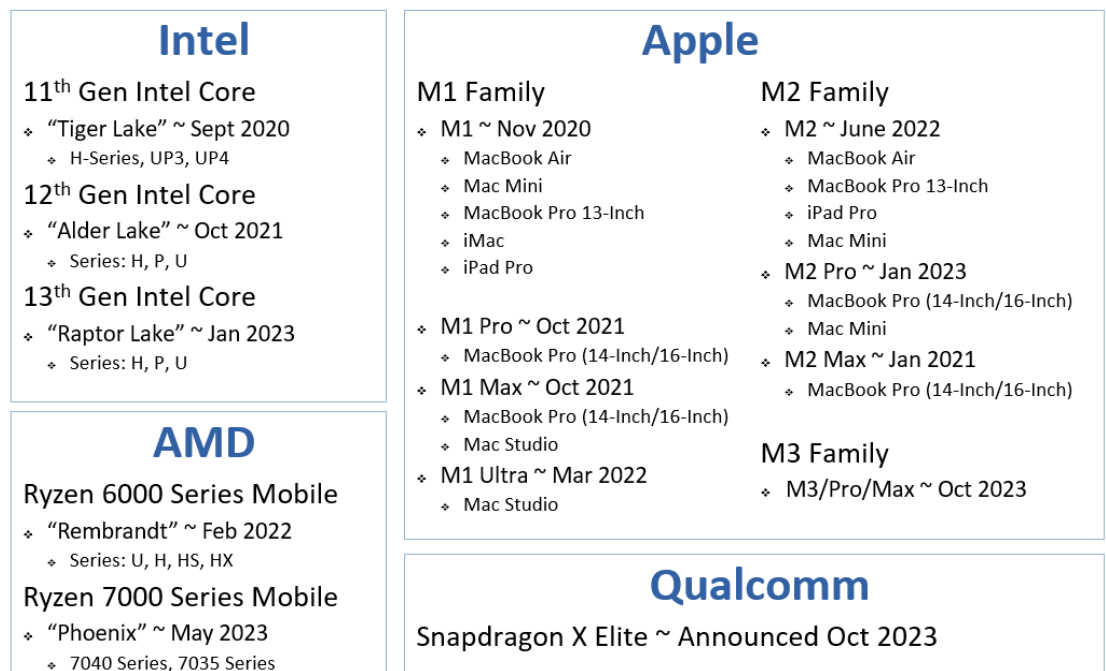 Intel
11th Gen Intel Core
“Tiger Lake” ~ Sept 2020
H-Series, UP3, UP4
12th Gen Intel Core
“Alder Lake” ~ Oct 2021
Series: H, P, U
13th Gen Intel Core
“Raptor Lake” ~ Jan 2023
Series: H, P, U
AMD
Ryzen 6000 Series Mobile
“Rembrandt” ~ Feb 2022
Series: U, H, HS, HX
Ryzen 7000 Series Mobile
“Phoenix” ~ May 2023
7040 Series, 7035 Series
Apple
M1 Family
M1 ~ Nov 2020
MacBook Air
Mac Mini
MacBook Pro 13-Inch
iMac
iPad Pro
M1 Pro ~ Oct 2021
MacBook Pro (14-Inch/16-Inch)
M1 Max ~ Oct 2021
MacBook Pro (14-Inch/16-Inch)
Mac Studio
M1 Ultra ~ Mar 2022
Mac Studio
M2 Family
M2 ~ June 2022
MacBook Air
MacBook Pro 13-Inch
iPad Pro
Mac Mini
M2 Pro ~ Jan 2023
MacBook Pro (14-Inch/16-Inch)
Mac Mini
M2 Max ~ Jan 2021
MacBook Pro (14-Inch/16-Inch)
M3 Family
M3/Pro/Max ~ Oct 2023
Qualcomm
Snapdragon X Elite ~ Announced Oct 2023